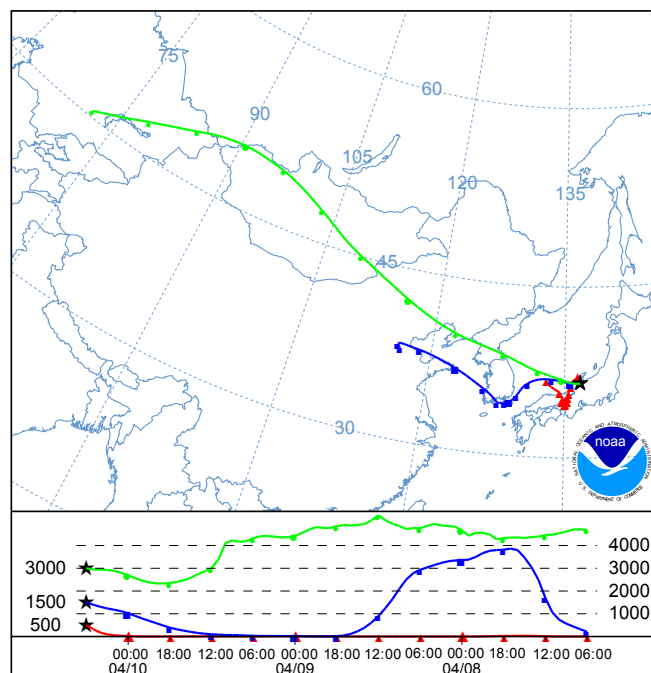 75
60
90
105
135
120
45
30
noaa
NATIONAL OCEANIC AND ATMOSPHERIC ADMINISTRATION
U.S. DEPARTMENT OF COMMERCE
4000
3000 3000
2000
1500
1000
500
00:00 18:00 12:00 06:00 00:00 18:00 12:00 06:00 00:00 18:00 12:00 06:00
04/10 04/09 04/08